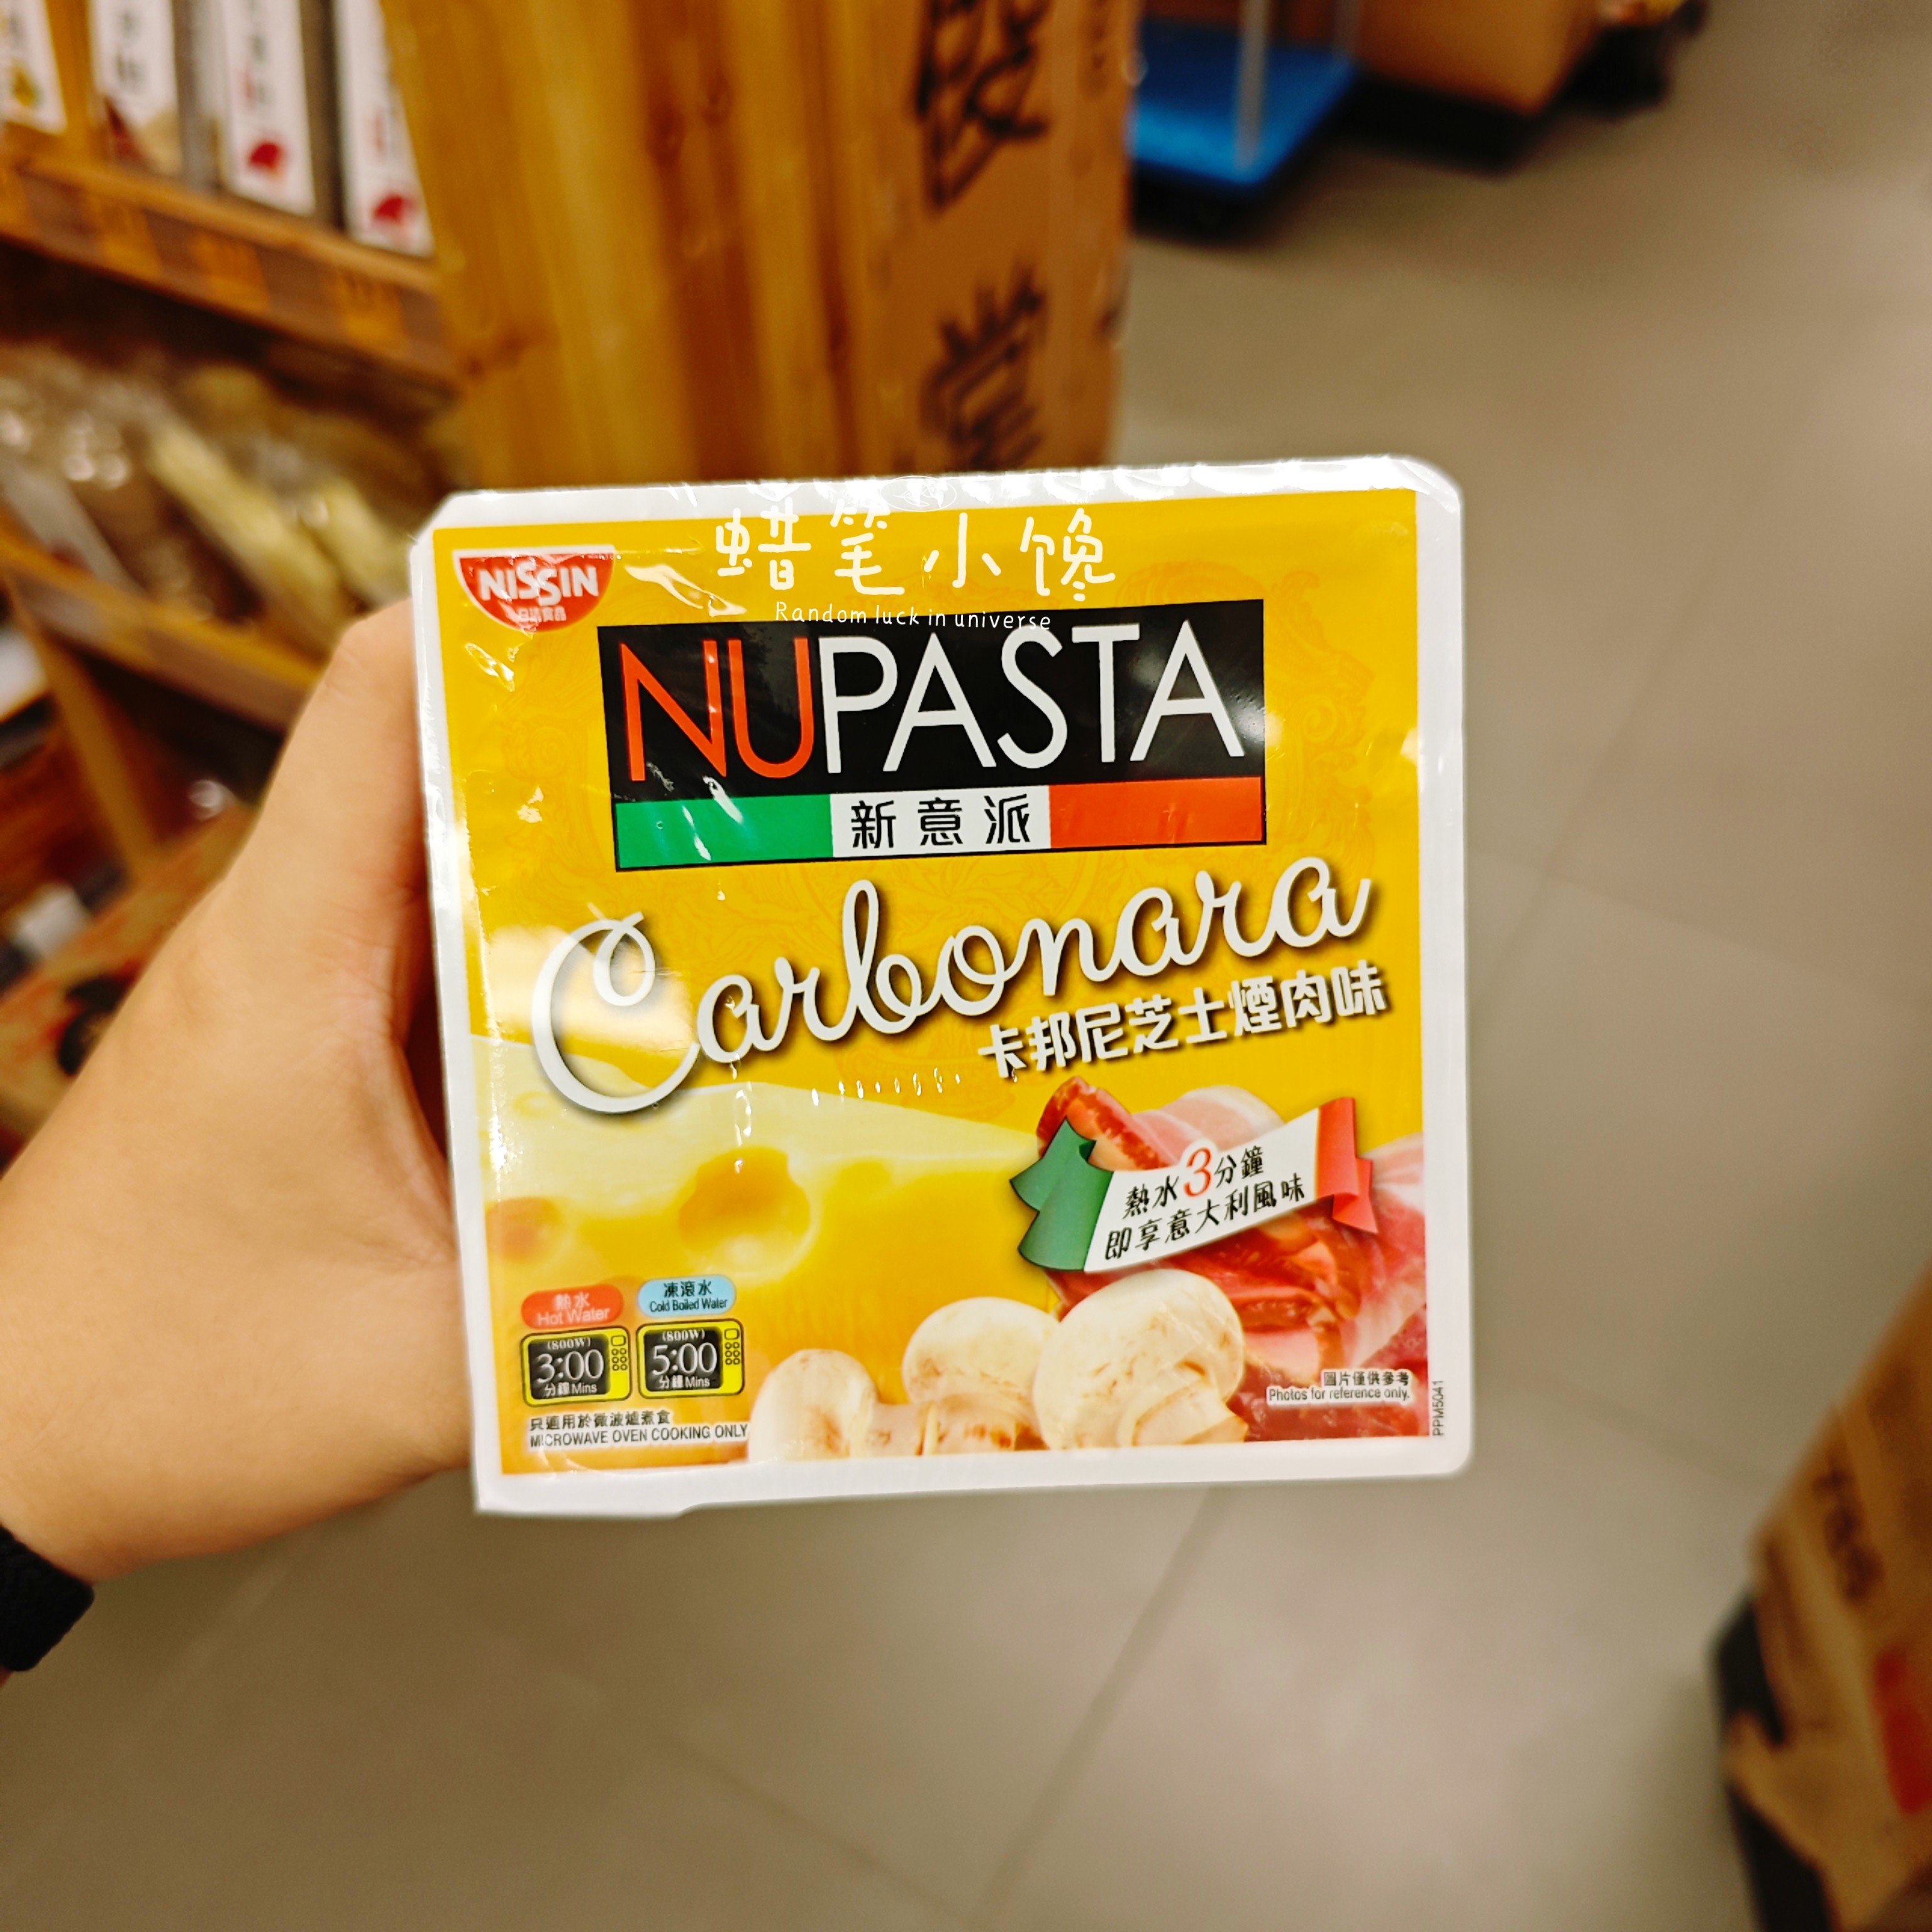 蜡笔小馋
Random luck in universe
NISSIN
日清食品
NUPASTA
新意派
Carbonara
卡邦尼芝士煙肉味
熱水3分鐘
即享意大利風味
熱水
Hot Water
凍滾水
Cold Boiled Water
(800W)
3:00
分鐘 Mins
(800W)
5:00
分鐘 Mins
只適用於微波爐煮食
MICROWAVE OVEN COOKING ONLY
圖片僅供參考
Photos for reference only.
PPM5041